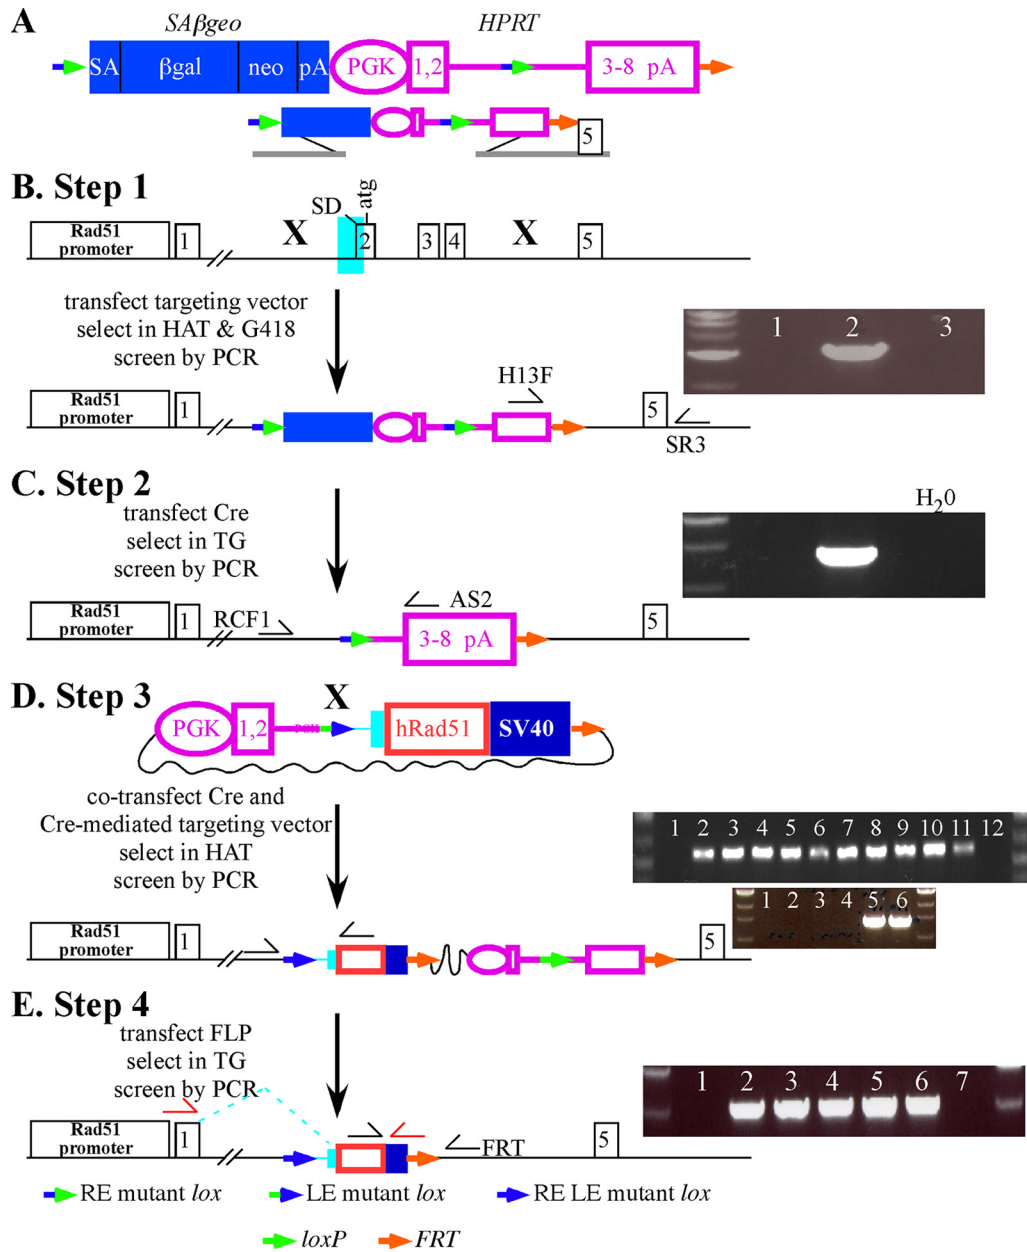 A
SAβgeo
HPRT
SA βgal neo pA PGK 1,2 3-8 pA
5
B. Step 1
Rad51
promoter
1
X
SD
atg
2
3
4
X
5
transfect targeting vector
select in HAT & G418
screen by PCR
1 2 3
Rad51
promoter
1
H13F
5
SR3
C. Step 2
transfect Cre
select in TG
screen by PCR
H20
Rad51
promoter
1
RCF1
AS2
3-8 pA
5
D. Step 3
X
PGK 1,2 PGK hRad51 SV40
co-transfect Cre and
Cre-mediated targeting vector
select in HAT
screen by PCR
1 2 3 4 5 6 7 8 9 10 11 12
1 2 3 4 5 6
Rad51
promoter
1
5
E. Step 4
transfect FLP
select in TG
screen by PCR
1 2 3 4 5 6 7
Rad51
promoter
1
FRT
5
RE mutant lox
LE mutant lox
RE LE mutant lox
loxP
FRT